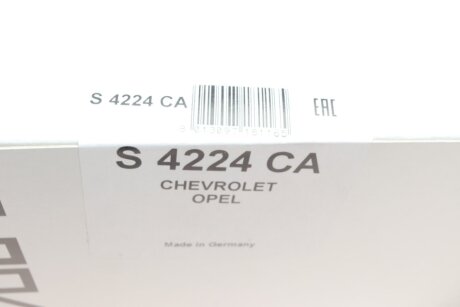 S 4224 CA
EAC
S 4224 CA
CHEVROLET
OPEL
Made in Germany